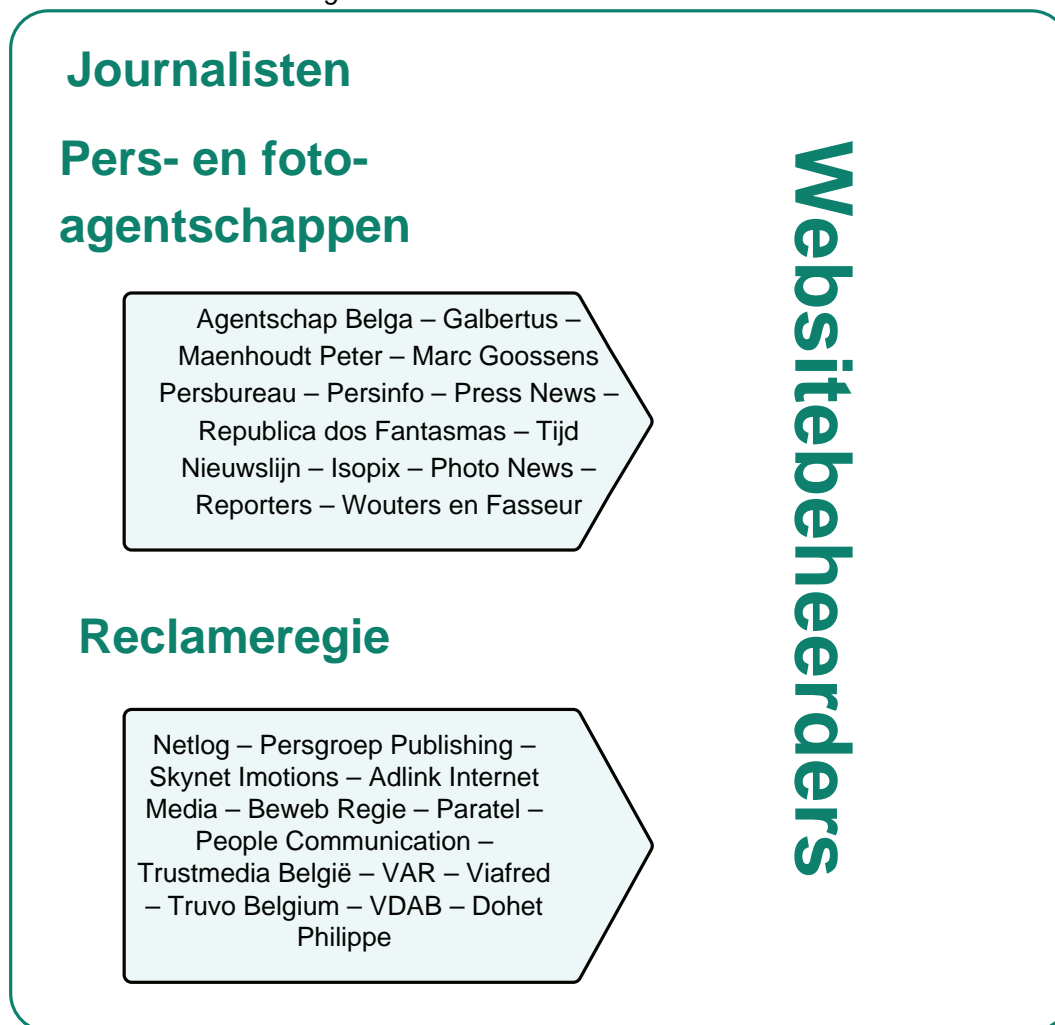 Journalisten
Pers- en foto-
agentschappen
Agentschap Belga – Galbertus –
Maenhoudt Peter – Marc Goossens
Persbureau – Persinfo – Press News –
Republica dos Fantasmas – Tijd
Nieuwslijn – Isopix – Photo News –
Reporters – Wouters en Fasseur
Reclameregie
Netlog – Persgroep Publishing –
Skynet Imotions – Adlink Internet
Media – Beweb Regie – Paratel –
People Communication –
Trustmedia België – VAR – Viafred
– Truvo Belgium – VDAB – Dohet
Philippe
Websitebeheerders